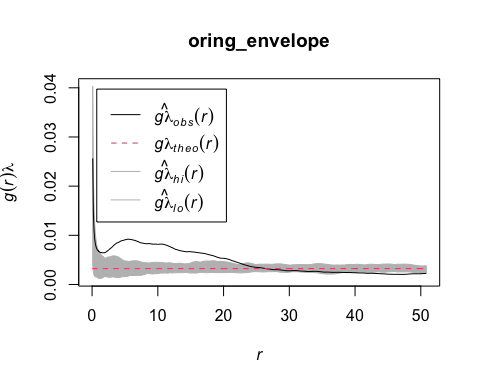 oring_envelope
g(r)λ
0.00 0.01 0.02 0.03 0.04
ĝλ_obs(r)
gλ_theo(r)
ĝλ_hi(r)
ĝλ_lo(r)
0 10 20 30 40 50
r